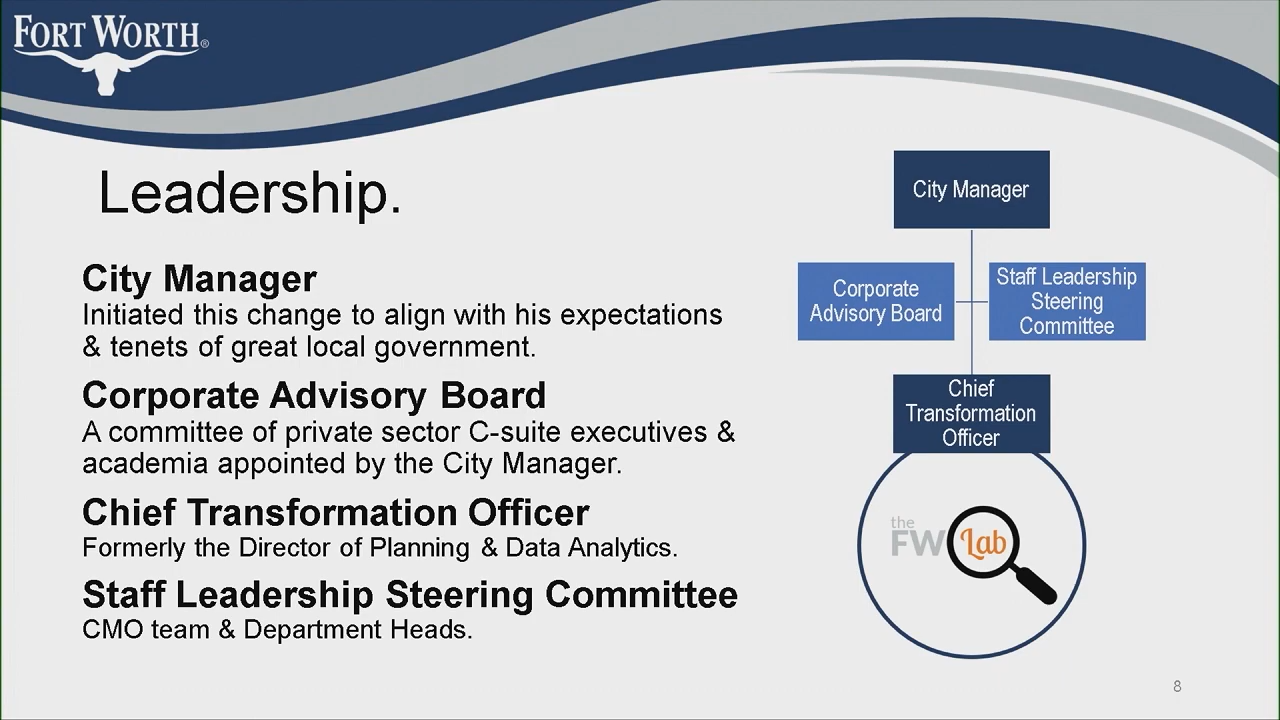 FORT WORTH®
Leadership.
City Manager
Initiated this change to align with his expectations
& tenets of great local government.
Corporate Advisory Board
A committee of private sector C-suite executives &
academia appointed by the City Manager.
Chief Transformation Officer
Formerly the Director of Planning & Data Analytics.
Staff Leadership Steering Committee
CMO team & Department Heads.
City Manager
Corporate
Advisory Board
Staff Leadership
Steering
Committee
Chief
Transformation
Officer
the
FW Lab
8